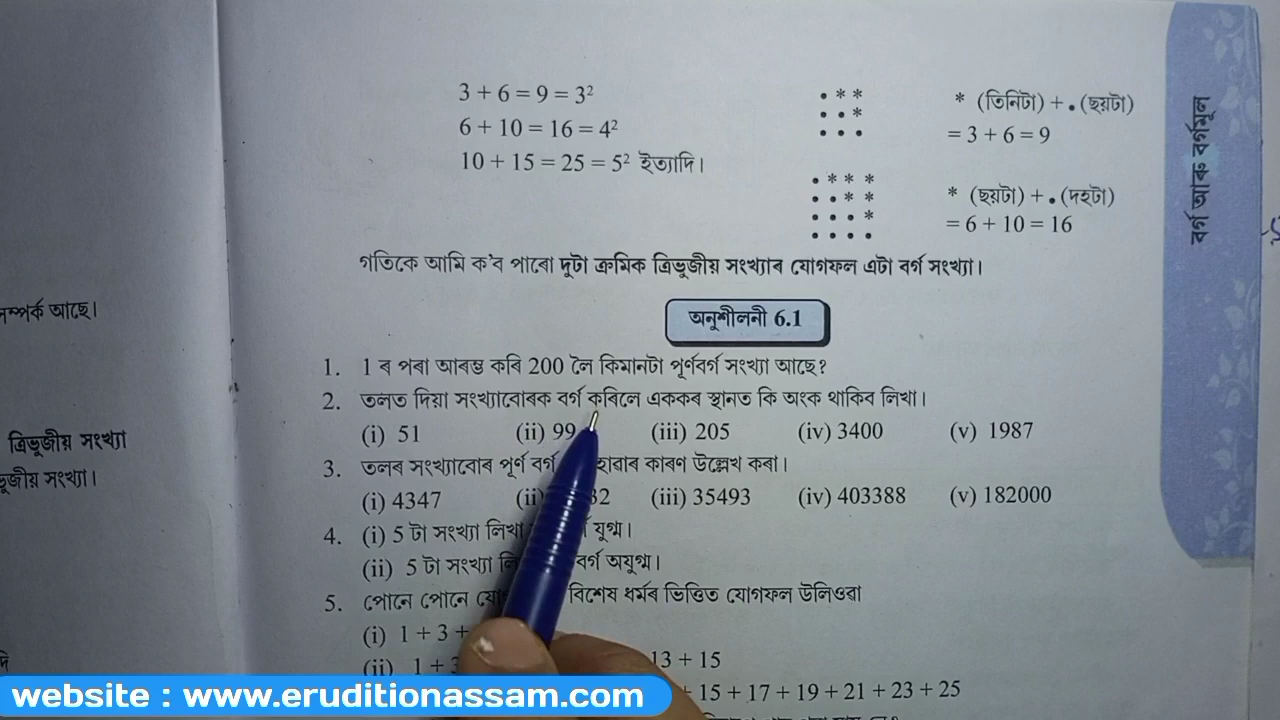 3 + 6 = 9 = 3²
6 + 10 = 16 = 4²
10 + 15 = 25 = 5² ইত্যাদি।
* (তিনিটা) + • (ছয়টা)
= 3 + 6 = 9
* (ছয়টা) + • (দহটা)
= 6 + 10 = 16
গতিকে আমি ক'ব পাৰো দুটা ক্ৰমিক ত্ৰিভুজীয় সংখ্যাৰ যোগফল এটা বৰ্গ সংখ্যা।
বৰ্গ আৰু বৰ্গমূল
সম্পৰ্ক আছে।
ত্ৰিভুজীয় সংখ্যা
সংখ্যা।
অনুশীলনী 6.1
1. 1 ৰ পৰা আৰম্ভ কৰি 200 লৈ কিমানটা পূৰ্ণবৰ্গ সংখ্যা আছে?
2. তলত দিয়া সংখ্যাবোৰক বৰ্গ কৰিলে এককৰ স্থানত কি অংক থাকিব লিখা।
(i) 51 (ii) 99 (iii) 205 (iv) 3400 (v) 1987
3. তলৰ সংখ্যাবোৰ পূৰ্ণ বৰ্গ কাৰণ উল্লেখ কৰা।
(i) 4347 (ii) 32 (iii) 35493 (iv) 403388 (v) 182000
4. (i) 5 টা সংখ্যা লিখা যুগ্ম।
(ii) 5 টা সংখ্যা বৰ্গ অযুগ্ম।
5. পোনে পোনে বিশেষ ধৰ্মৰ ভিত্তিত যোগফল উলিওৱা
(i) 1 + 3 +
(ii) 1 + 3 13 + 15
+ 15 + 17 + 19 + 21 + 23 + 25
website : www.eruditionassam.com